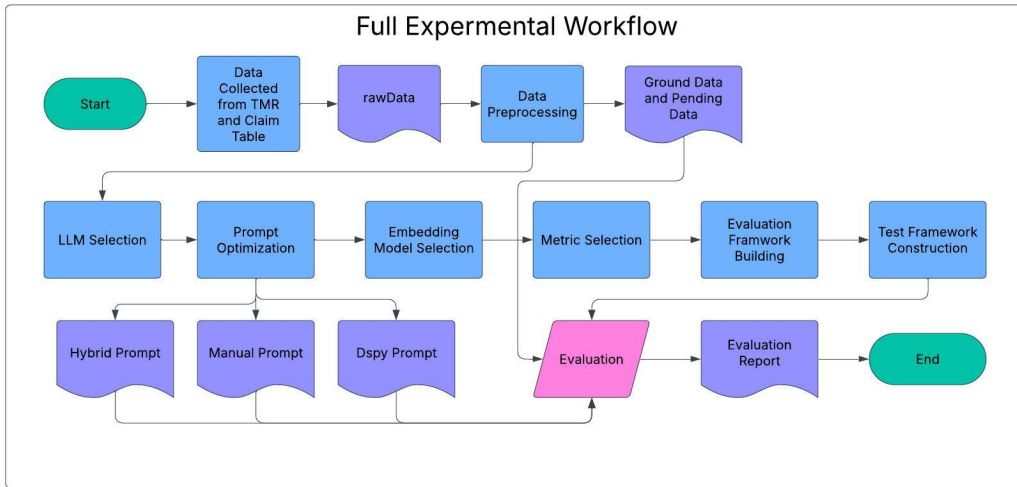 Full Expermental Workflow
Start
Data
Collected
from TMR
and Claim
Table
rawData
Data
Preprocessing
Ground Data
and Pending
Data
LLM Selection
Prompt
Optimization
Embedding
Model Selection
Metric Selection
Evaluation
Framwork
Building
Test Framework
Construction
Hybrid Prompt
Manual Prompt
Dspy Prompt
Evaluation
Evaluation
Report
End